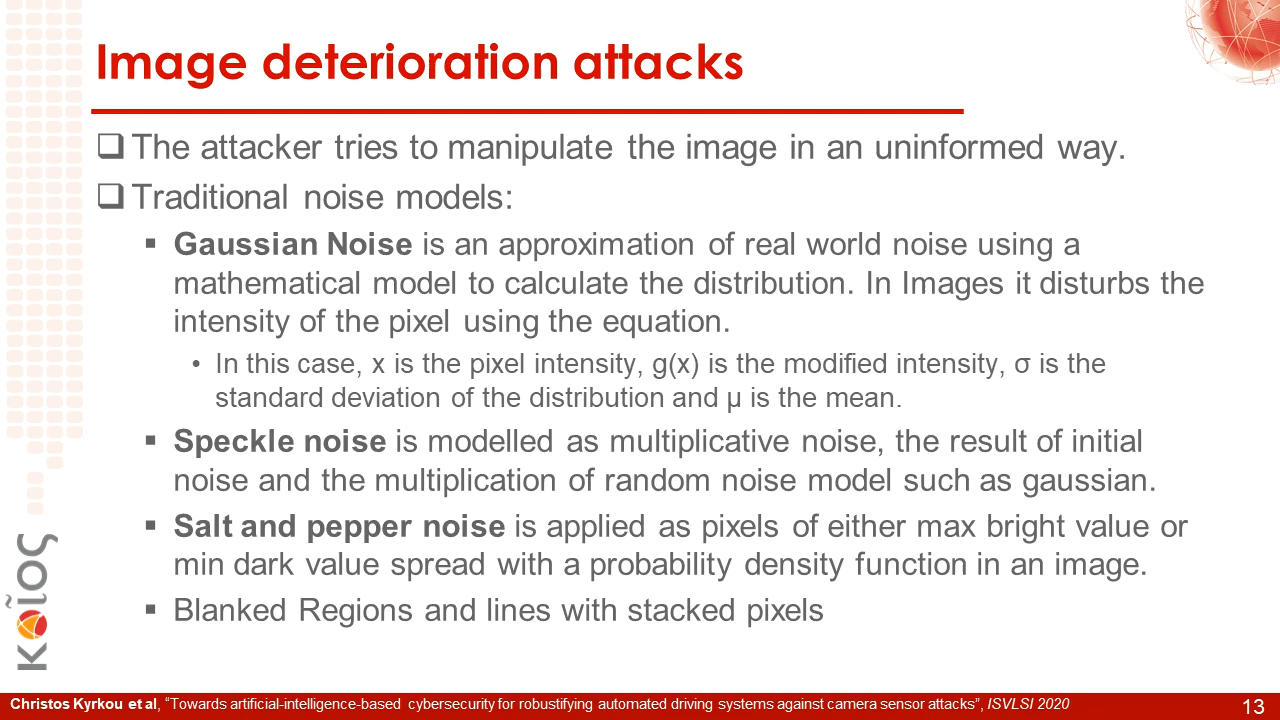 Image deterioration attacks
The attacker tries to manipulate the image in an uninformed way.
Traditional noise models:
Gaussian Noise is an approximation of real world noise using a
mathematical model to calculate the distribution. In Images it disturbs the
intensity of the pixel using the equation.
In this case, x is the pixel intensity, g(x) is the modified intensity, σ is the
standard deviation of the distribution and μ is the mean.
Speckle noise is modelled as multiplicative noise, the result of initial
noise and the multiplication of random noise model such as gaussian.
Salt and pepper noise is applied as pixels of either max bright value or
min dark value spread with a probability density function in an image.
Blanked Regions and lines with stacked pixels
κοῖος
Christos Kyrkou et al, “Towards artificial-intelligence-based cybersecurity for robustifying automated driving systems against camera sensor attacks”, ISVLSI 2020
13